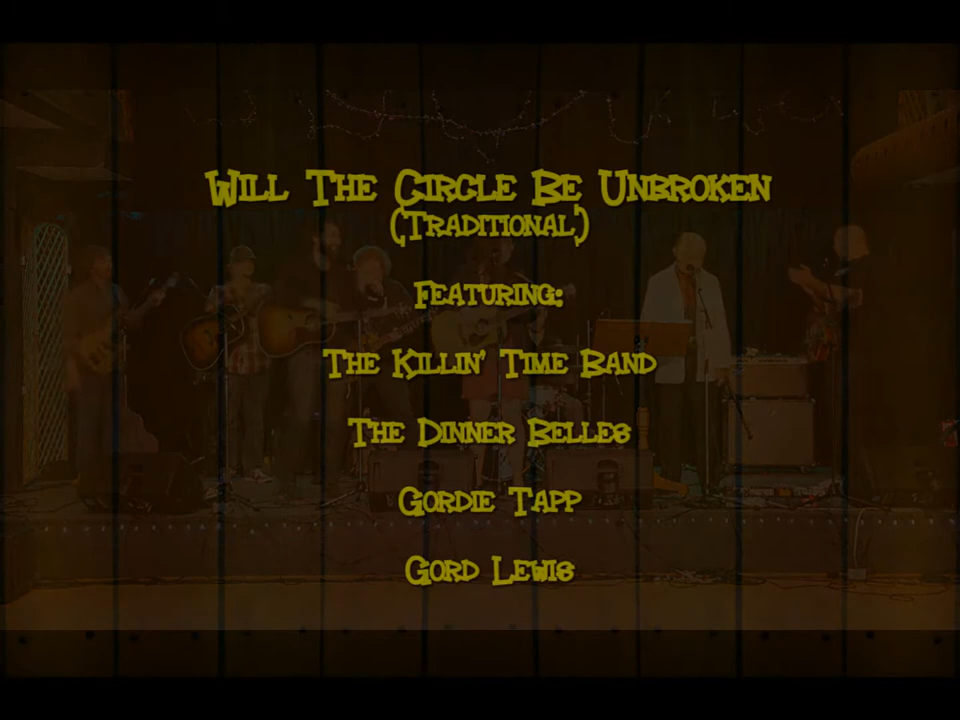 Will The Circle Be Unbroken
(Traditional)
Featuring:
The Killin' Time Band
The Dinner Belles
Gordie Tapp
Gord Lewis